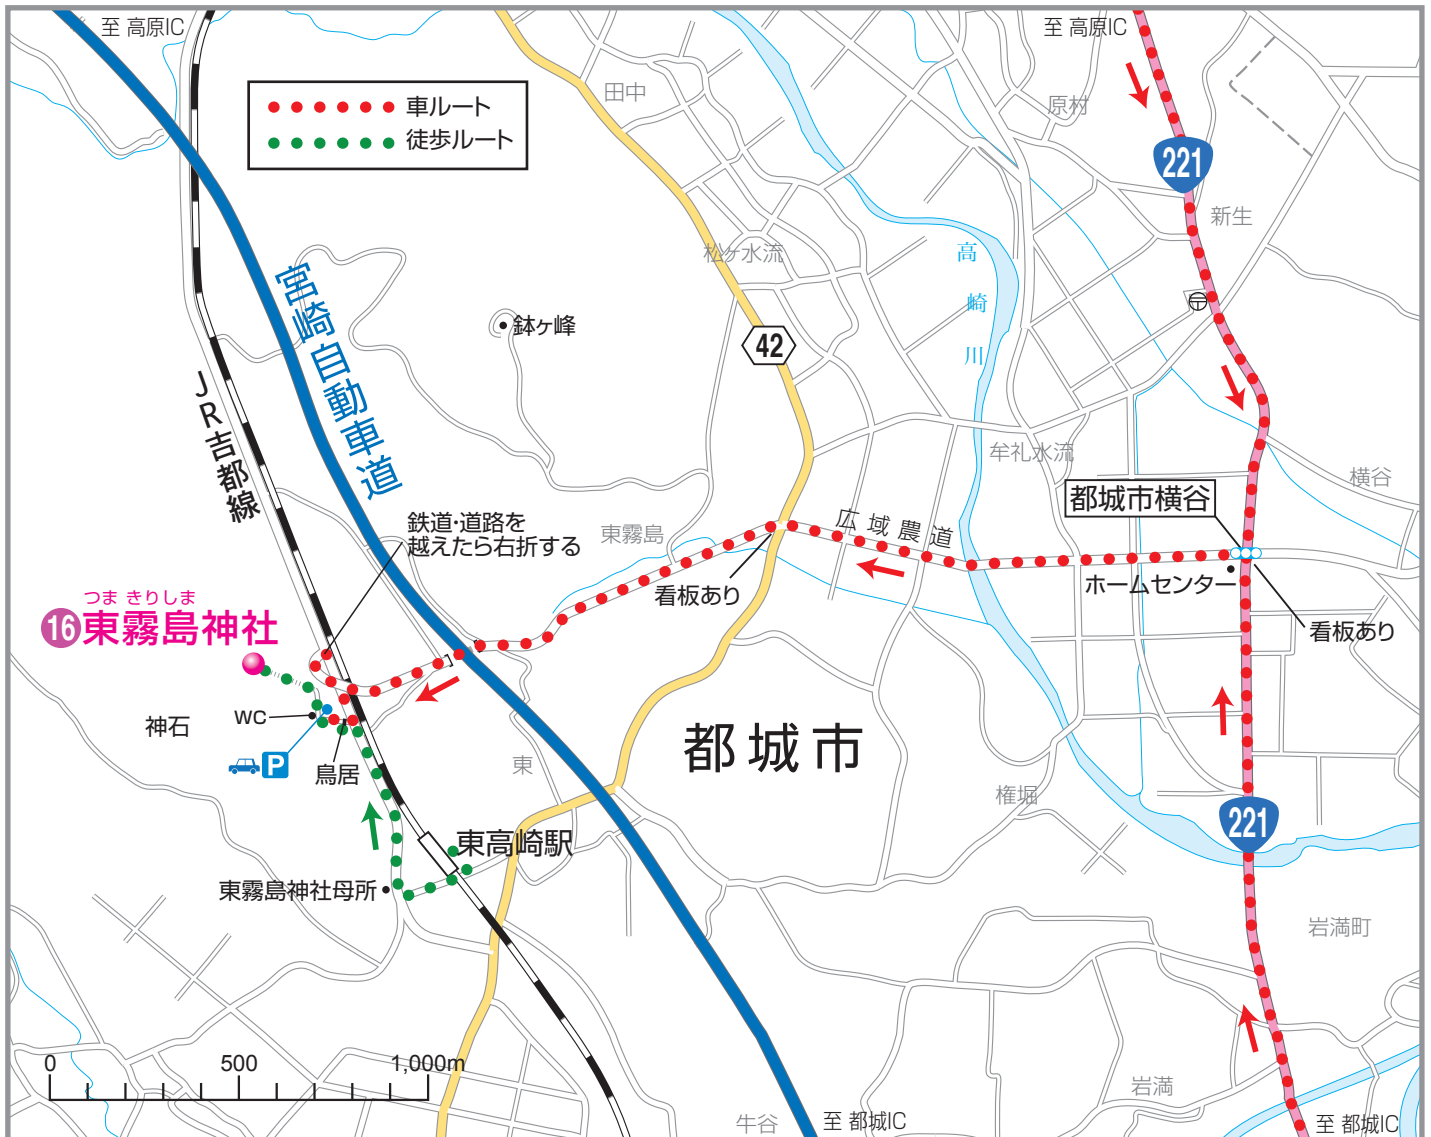 至 高原IC
至 高原IC
車ルート
徒歩ルート
田中
原村
221
新生
松ヶ水流
高崎川
宮崎自動車道
鉢ヶ峰
42
JR吉都線
牟礼水流
横谷
都城市横谷
鉄道・道路を
越えたら右折する
東霧島
広域農道
看板あり
ホームセンター
看板あり
つま きりしま
16東霧島神社
神石
WC
P
鳥居
東
都城市
権堀
221
東高崎駅
東霧島神社母所
岩満町
0 500 1,000m
岩満
牛谷
至 都城IC
至 都城IC